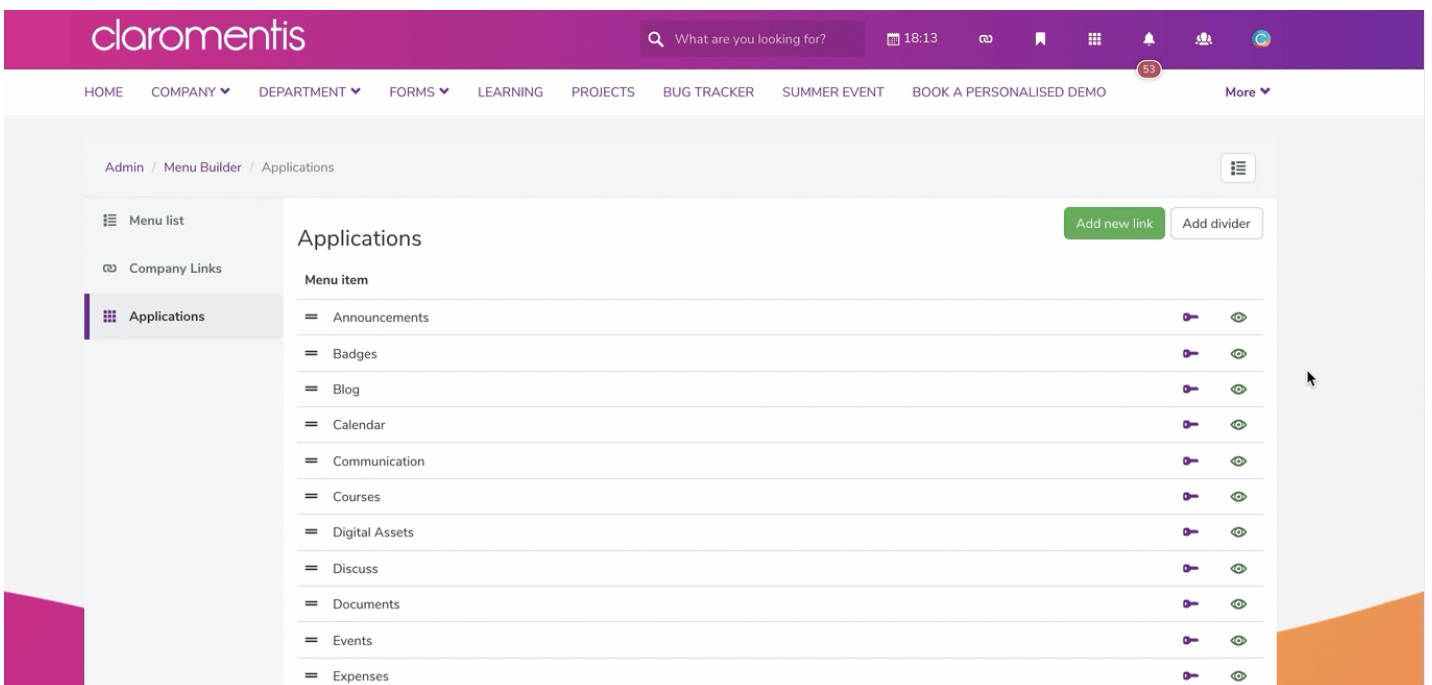 claromentis
What are you looking for?
18:13
53
HOME COMPANY DEPARTMENT FORMS LEARNING PROJECTS BUG TRACKER SUMMER EVENT BOOK A PERSONALISED DEMO More
Admin / Menu Builder / Applications
Menu list
Company Links
Applications
Applications
Add new link Add divider
Menu item
Announcements
Badges
Blog
Calendar
Communication
Courses
Digital Assets
Discuss
Documents
Events
Expenses